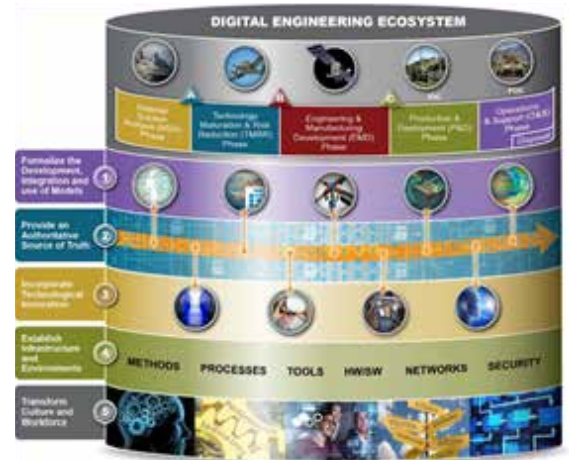 DIGITAL ENGINEERING ECOSYSTEM
A
B
C
Materiel
Solution
Analysis (MSA)
Phase
Technology
Maturation & Risk
Reduction (TMRR)
Phase
Engineering &
Manufacturing
Development (EMD)
Phase
Production &
Deployment (P&D)
Phase
Operations
& Support (O&S)
Phase
Disposal
Formalize the
Development,
Integration and
use of Models
1
Provide an
Authoritative
Source of Truth
2
Incorporate
Technological
Innovation
3
Establish
Infrastructure
and
Environments
4
METHODS PROCESSES TOOLS HW/SW NETWORKS SECURITY
Transform
Culture and
Workforce
5